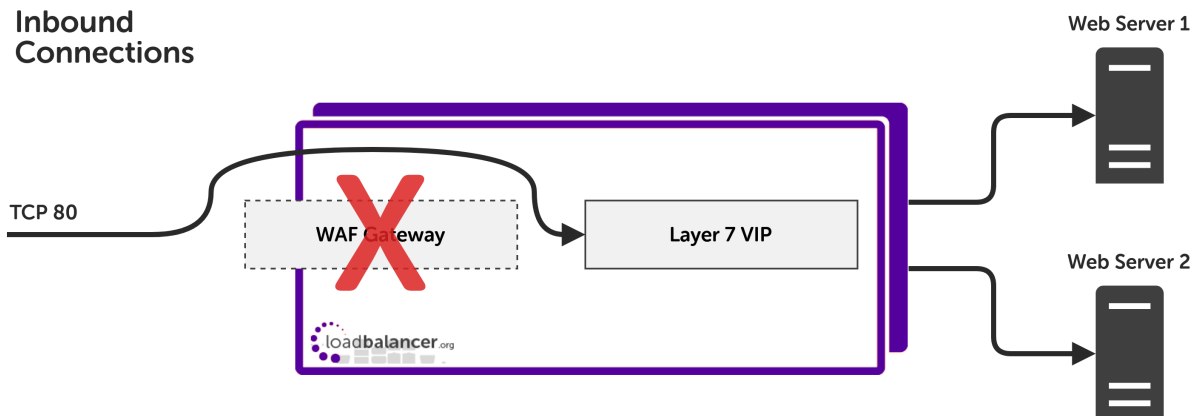 Inbound
Connections
Web Server 1
TCP 80
WAF Gateway
Layer 7 VIP
Web Server 2
loadbalancer.org